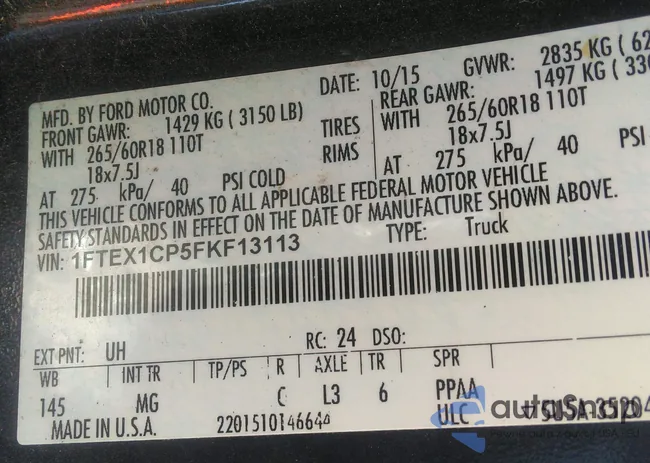 MFD. BY FORD MOTOR CO. DATE: 10/15 GVWR: 2835 KG ( 62
FRONT GAWR: 1429 KG ( 3150 LB) REAR GAWR: 1497 KG ( 330
WITH 265/60R18 110T TIRES WITH 265/60R18 110T
18x7.5J RIMS 18x7.5J
AT 275 kPa/ 40 PSI COLD AT 275 kPa/ 40 PSI
THIS VEHICLE CONFORMS TO ALL APPLICABLE FEDERAL MOTOR VEHICLE
SAFETY STANDARDS IN EFFECT ON THE DATE OF MANUFACTURE SHOWN ABOVE.
VIN: 1FTEX1CP5FKF13113 TYPE: Truck
EXT PNT: UH RC: 24 DSO:
WB INT TR TP/PS R AXLE TR SPR
145 MG C L3 6 PPAA
MADE IN U.S.A. 2201510146644 ULC